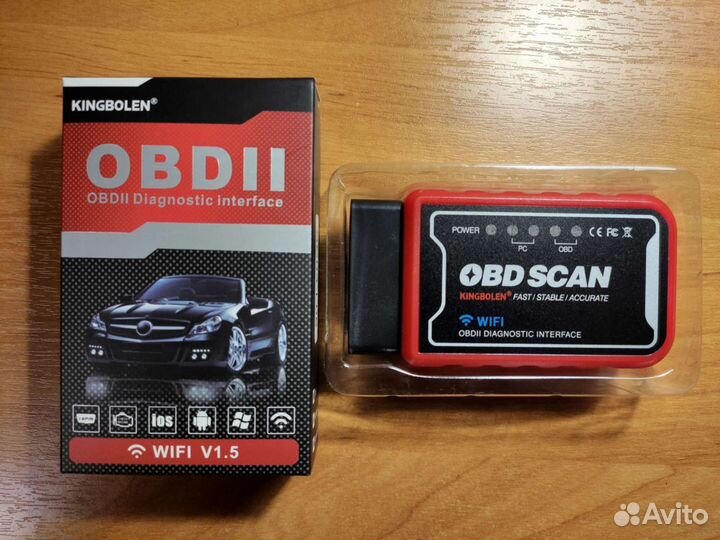 KINGBOLEN®
OBDII
OBDII Diagnostic interface
ios
WIFI V1.5
POWER
PC
OBD
CE FC
OBD SCAN
KINGBOLEN® FAST / STABLE / ACCURATE
WIFI
OBDII DIAGNOSTIC INTERFACE
Avito